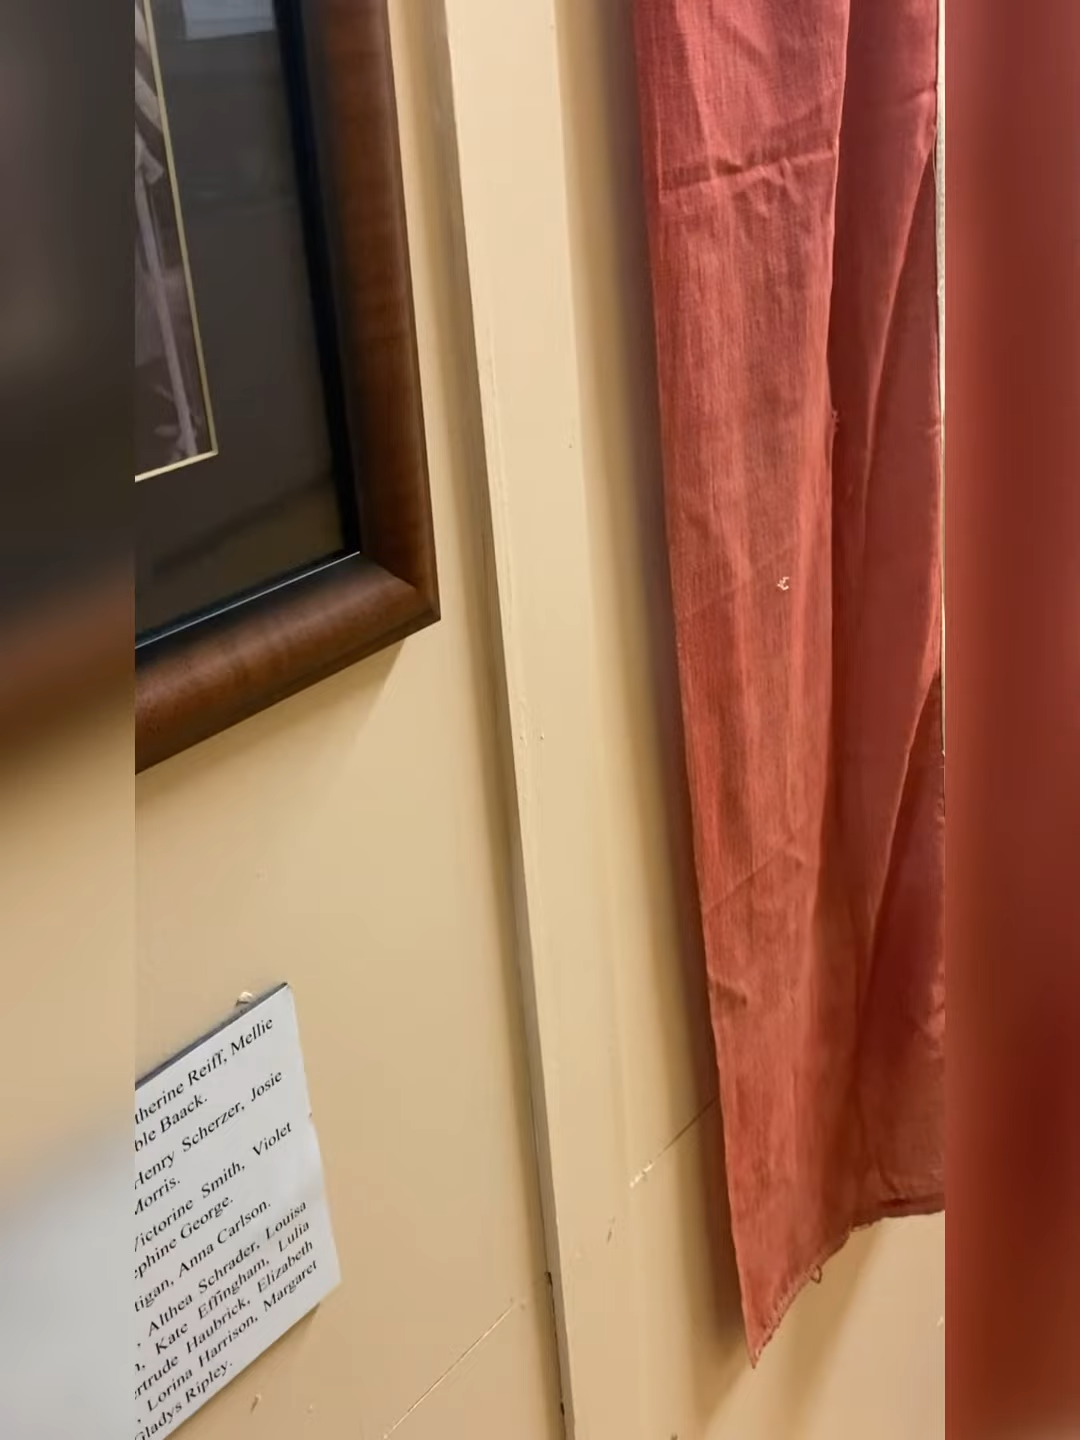 therine Reiff, Mellie
ble Baack.
Henry Scherzer, Josie
Morris.
Victorine Smith, Violet
phine George.
tigan, Anna Carlson.
Althea Schrader, Louisa
Kate Effingham, Lulia
ertrude Haubrick, Elizabeth
Lorina Harrison, Margaret
Gladys Ripley.